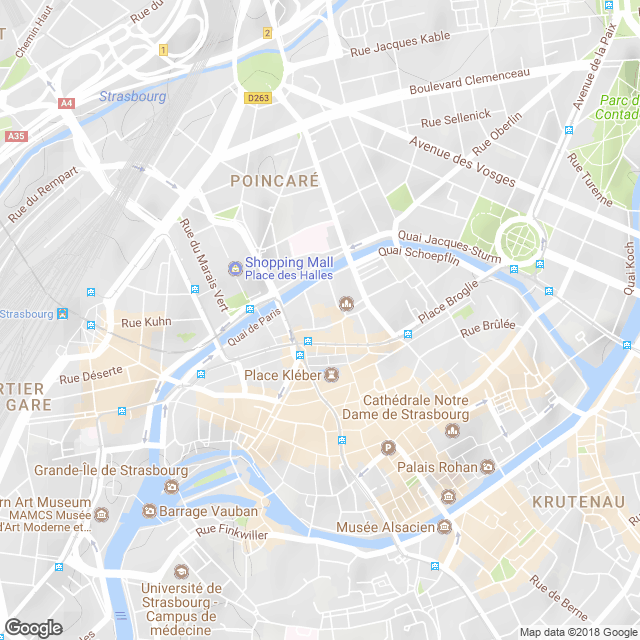 Rue du
2
Chemin Haut
T
1
Rue Jacques Kable
Avenue de la Paix
Strasbourg
D263
Boulevard Clemenceau
A4
Parc d
Contad
Rue Sellenick
Rue Oberlin
A35
Avenue des Vosges
Rue Turenne
Rue du Rempart
POINCARÉ
Rue du Marais Vert
Quai Jacques-Sturm
Quai Schoepflin
Quai Koch
Shopping Mall
Place des Halles
Strasbourg
Place Broglie
Rue Kuhn
Quai de Paris
Rue Brûlée
Rue Déserte
Place Kléber
RTIER
GARE
Cathédrale Notre
Dame de Strasbourg
P
Grande-Île de Strasbourg
Palais Rohan
rn Art Museum
MAMCS Musée
d'Art Moderne et...
Barrage Vauban
KRUTENAU
Musée Alsacien
Rue Finkwiller
Université de
Strasbourg -
Campus de
médecine
Rue de Berne
Google
Map data ©2018 Google